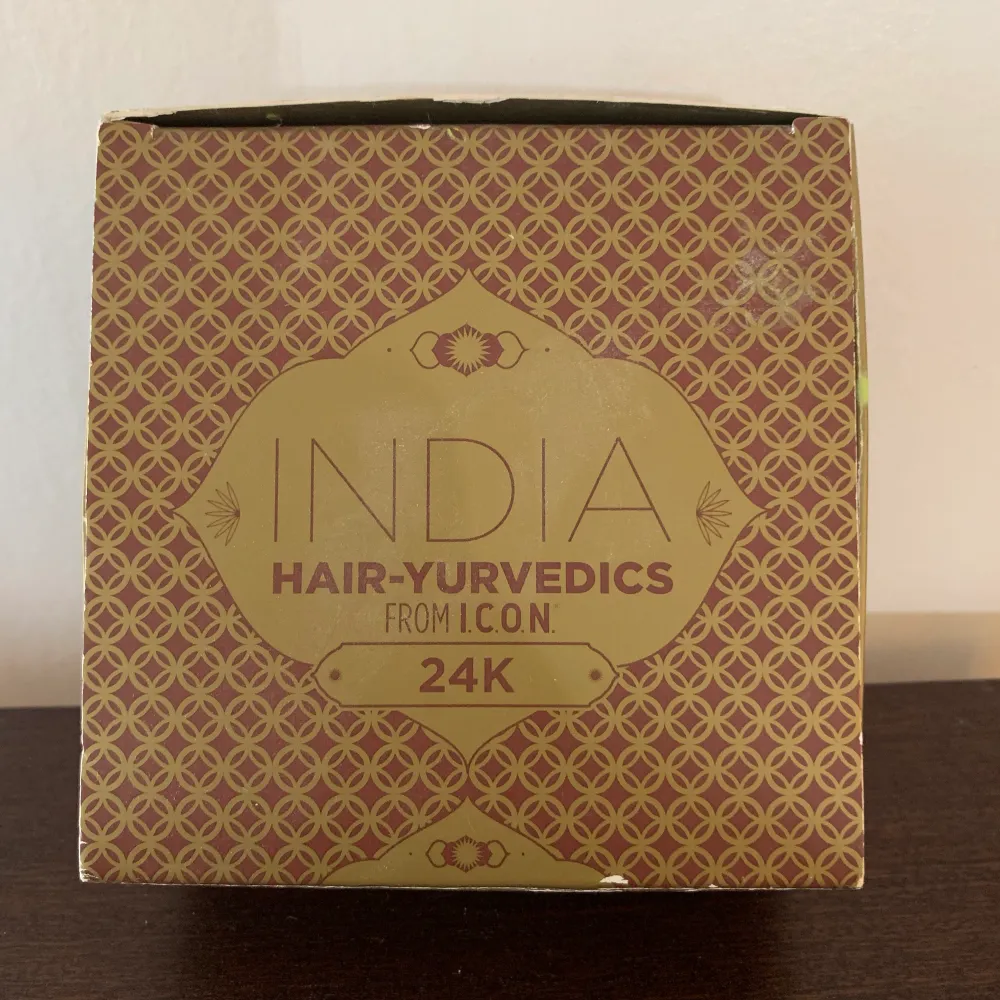 INDIA
HAIR-YURVEDICS
FROM I.C.O.N.
24K